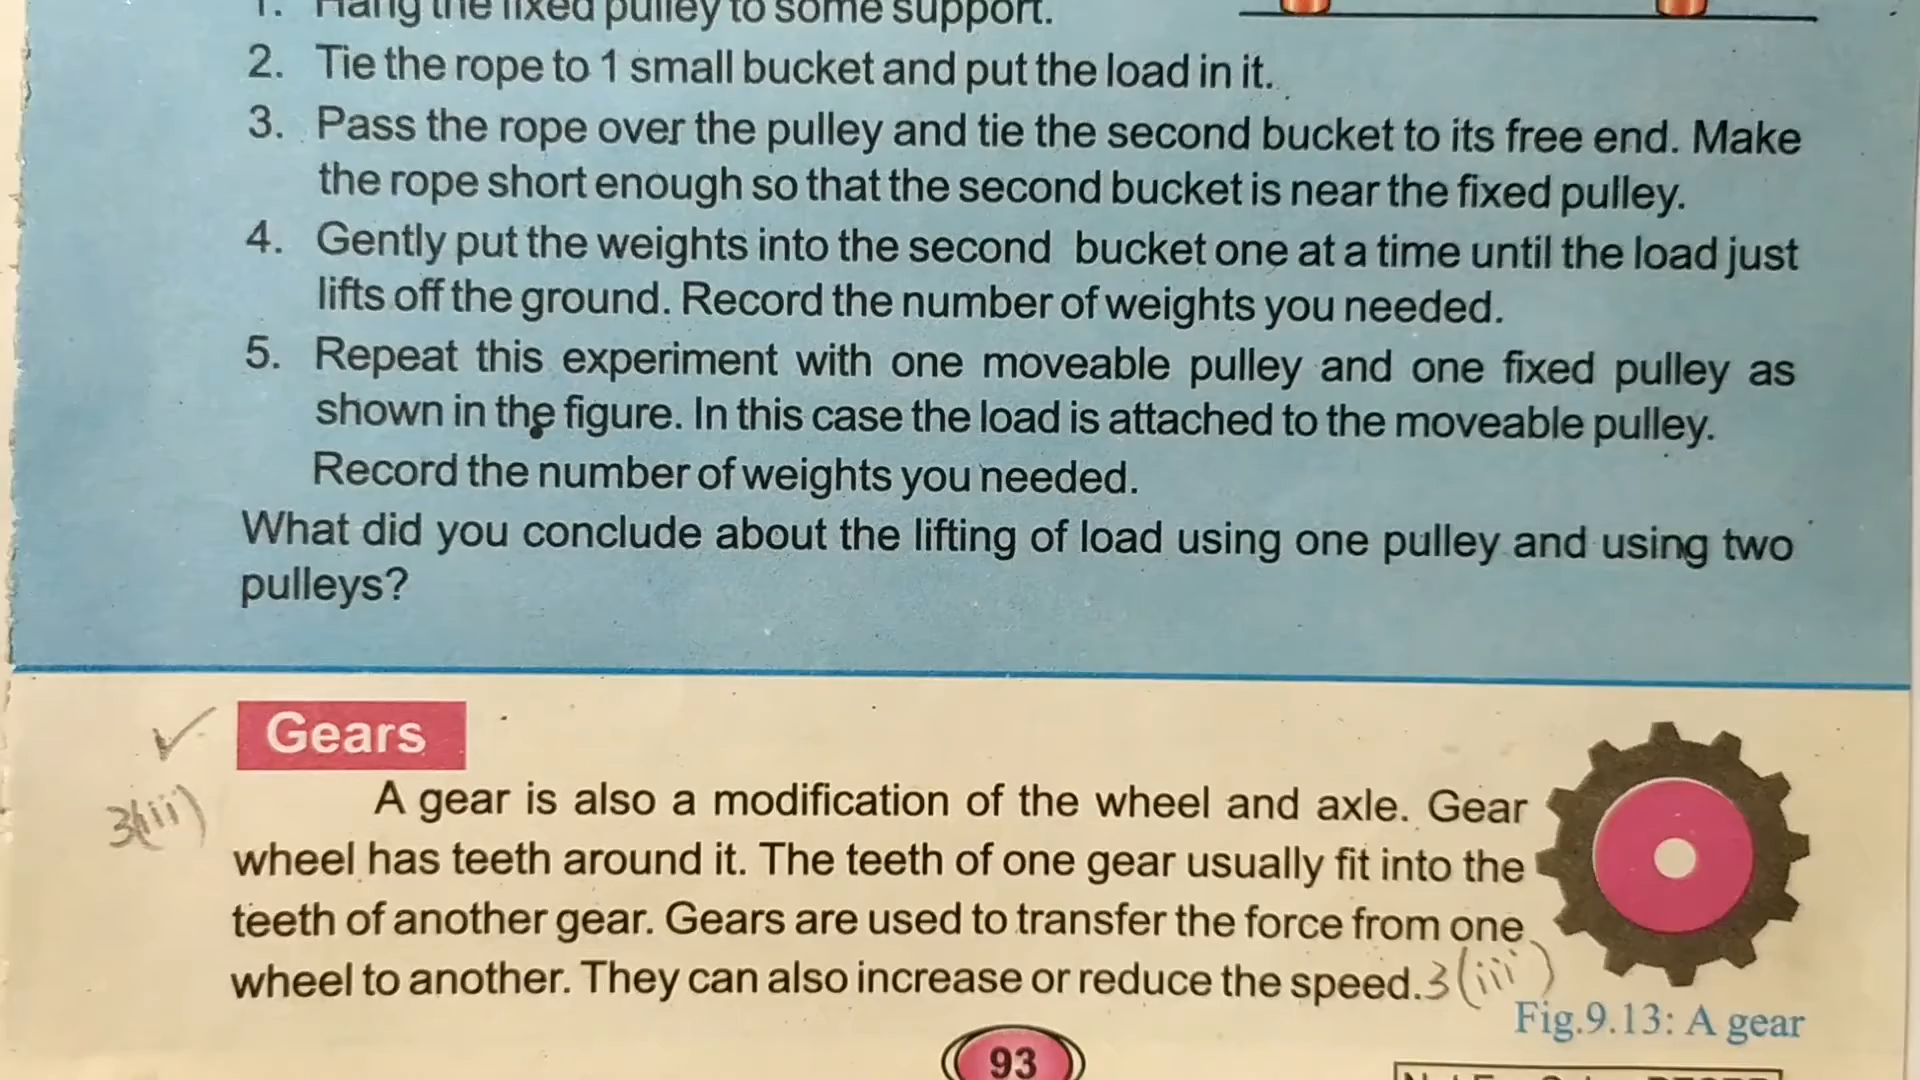 1. Hang the fixed pulley to some support.
2. Tie the rope to 1 small bucket and put the load in it.
3. Pass the rope over the pulley and tie the second bucket to its free end. Make
the rope short enough so that the second bucket is near the fixed pulley.
4. Gently put the weights into the second bucket one at a time until the load just
lifts off the ground. Record the number of weights you needed.
5. Repeat this experiment with one moveable pulley and one fixed pulley as
shown in the figure. In this case the load is attached to the moveable pulley.
Record the number of weights you needed.
What did you conclude about the lifting of load using one pulley and using two
pulleys?
Gears
3(iii)
A gear is also a modification of the wheel and axle. Gear
wheel has teeth around it. The teeth of one gear usually fit into the
teeth of another gear. Gears are used to transfer the force from one
wheel to another. They can also increase or reduce the speed. 3(iii)
Fig.9.13: A gear
93